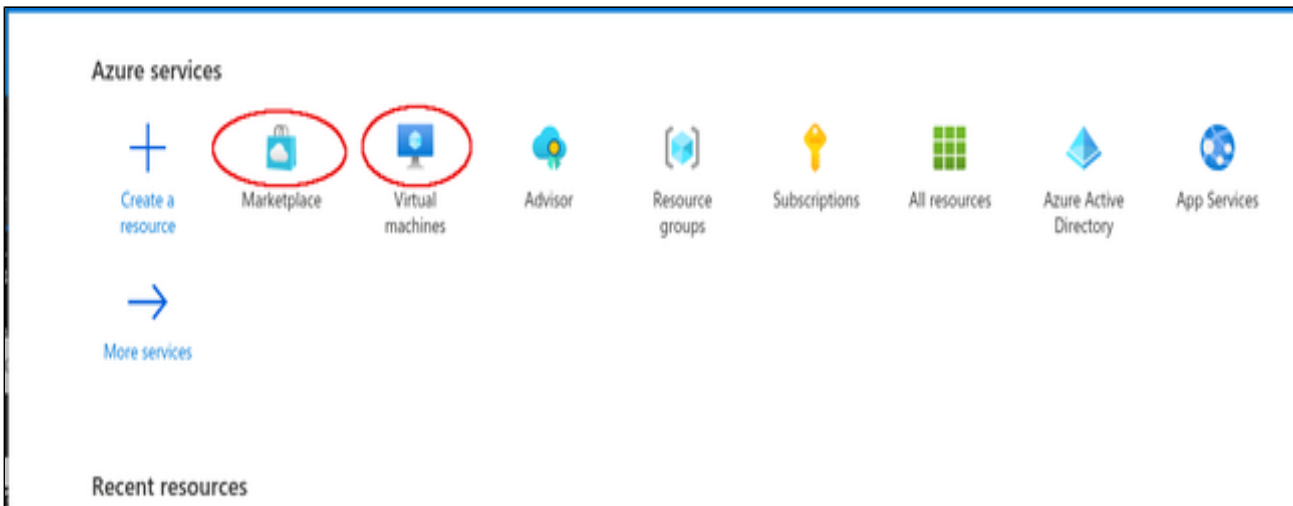 Azure services
Create a resource
Marketplace
Virtual machines
Advisor
Resource groups
Subscriptions
All resources
Azure Active Directory
App Services
More services
Recent resources